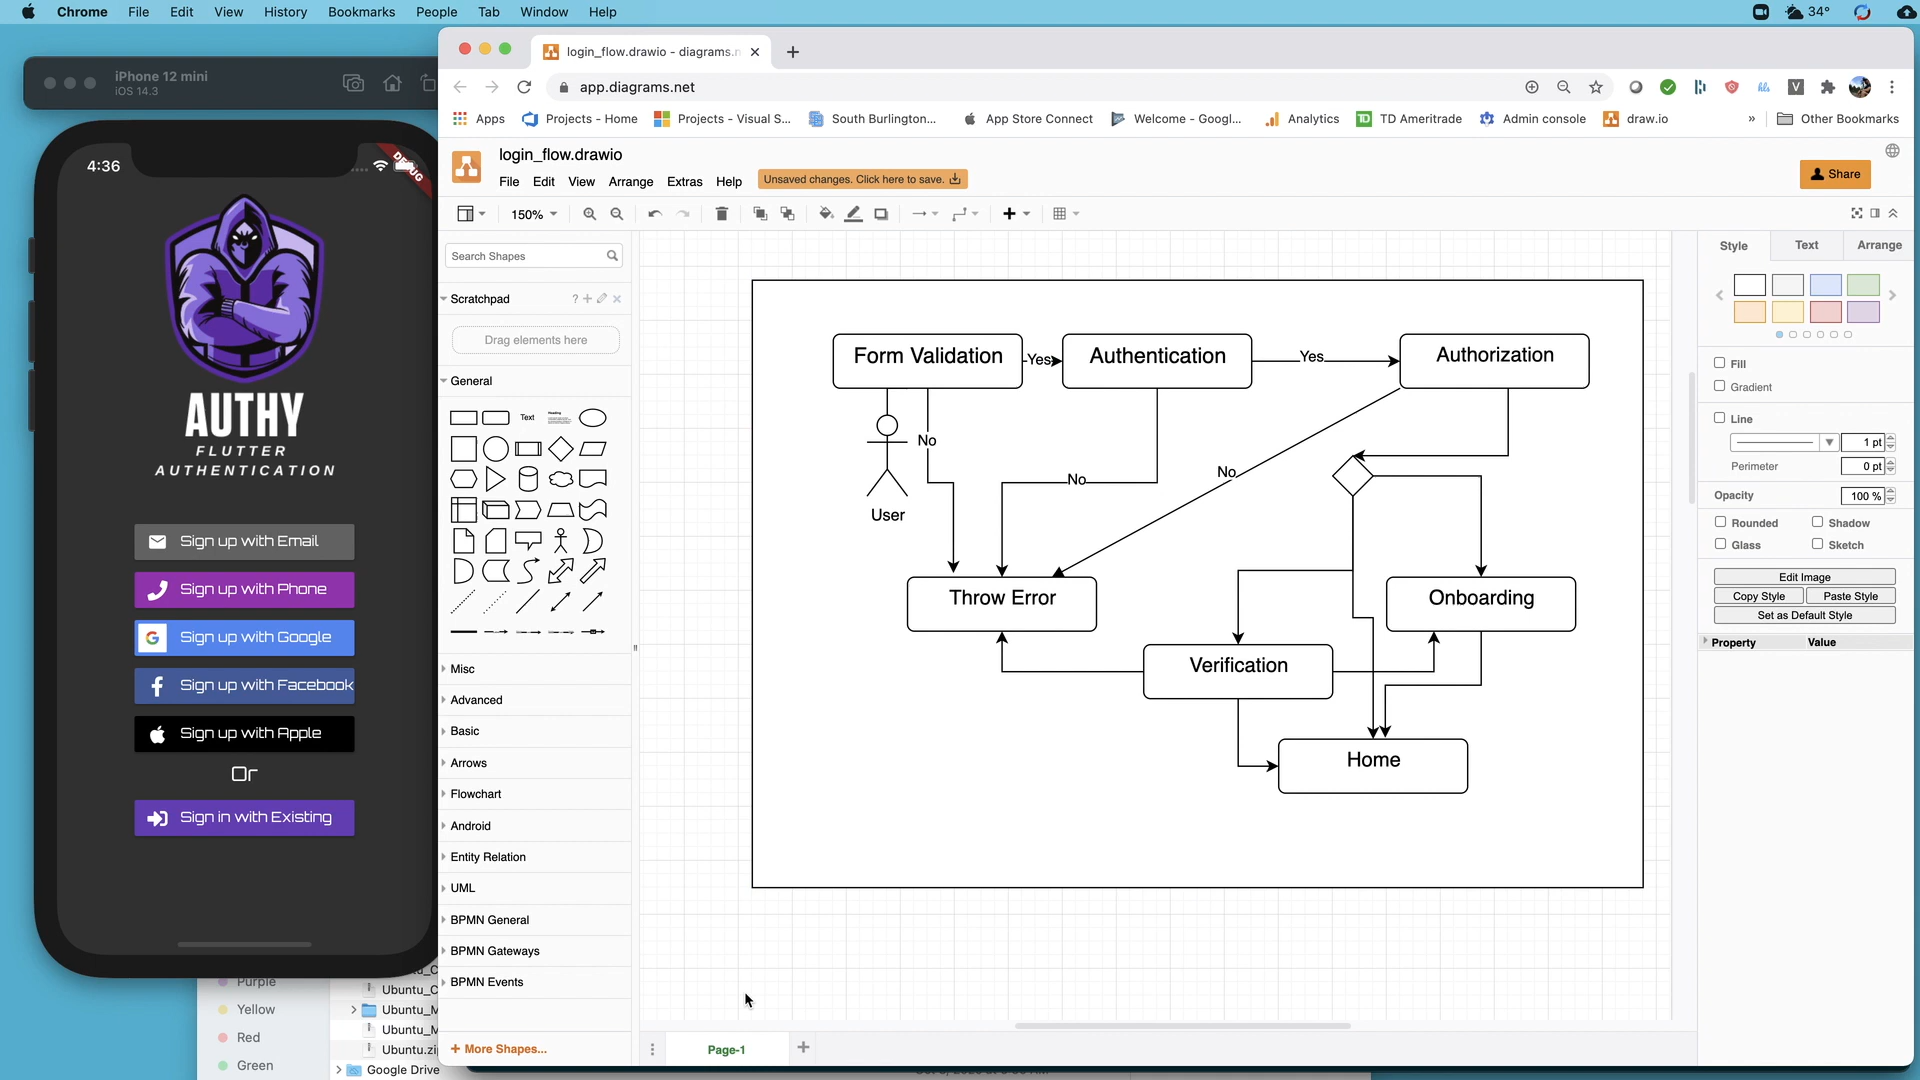 Chrome File Edit View History Bookmarks People Tab Window Help
34°
iPhone 12 mini
iOS 14.3
4:36
DEBUG
AUTHY
FLUTTER
AUTHENTICATION
Sign up with Email
Sign up with Phone
Sign up with Google
Sign up with Facebook
Sign up with Apple
Or
Sign in with Existing
Purple
Yellow
Red
Green
Ubuntu_C
Ubuntu_M
Ubuntu_M
Ubuntu.zi
Google Drive
login_flow.drawio - diagrams.n
app.diagrams.net
Apps Projects - Home Projects - Visual S... South Burlington... App Store Connect Welcome - Googl... Analytics TD Ameritrade Admin console draw.io » Other Bookmarks
login_flow.drawio
File Edit View Arrange Extras Help
Unsaved changes. Click here to save.
Share
150%
Search Shapes
Scratchpad
?
Drag elements here
General
Text
Heading
Misc
Advanced
Basic
Arrows
Flowchart
Android
Entity Relation
UML
BPMN General
BPMN Gateways
BPMN Events
+ More Shapes...
Form Validation
Yes
Authentication
Yes
Authorization
No
User
No
No
Throw Error
Onboarding
Verification
Home
Page-1
Style Text Arrange
Fill
Gradient
Line
1 pt
Perimeter
0 pt
Opacity
100 %
Rounded Shadow
Glass Sketch
Edit Image
Copy Style Paste Style
Set as Default Style
Property Value